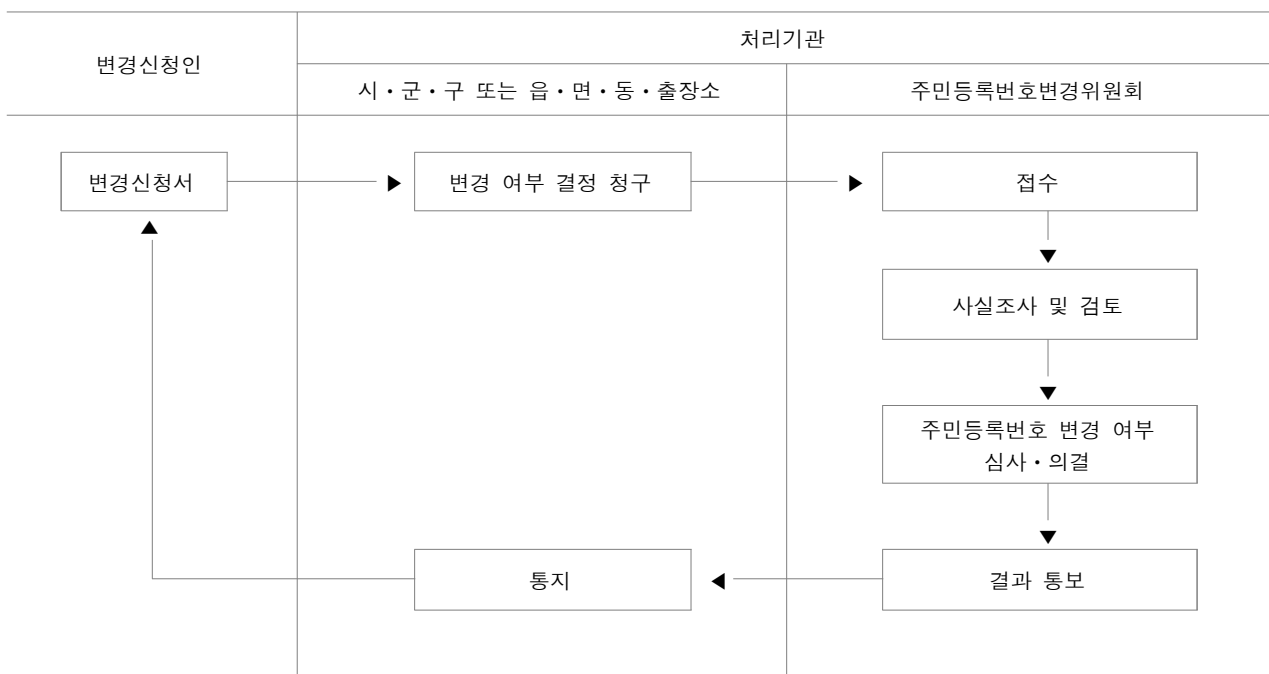 변경신청인
처리기관
시・군・구 또는 읍・면・동・출장소
주민등록번호변경위원회
변경신청서
변경 여부 결정 청구
접수
사실조사 및 검토
주민등록번호 변경 여부
심사・의결
결과 통보
통지